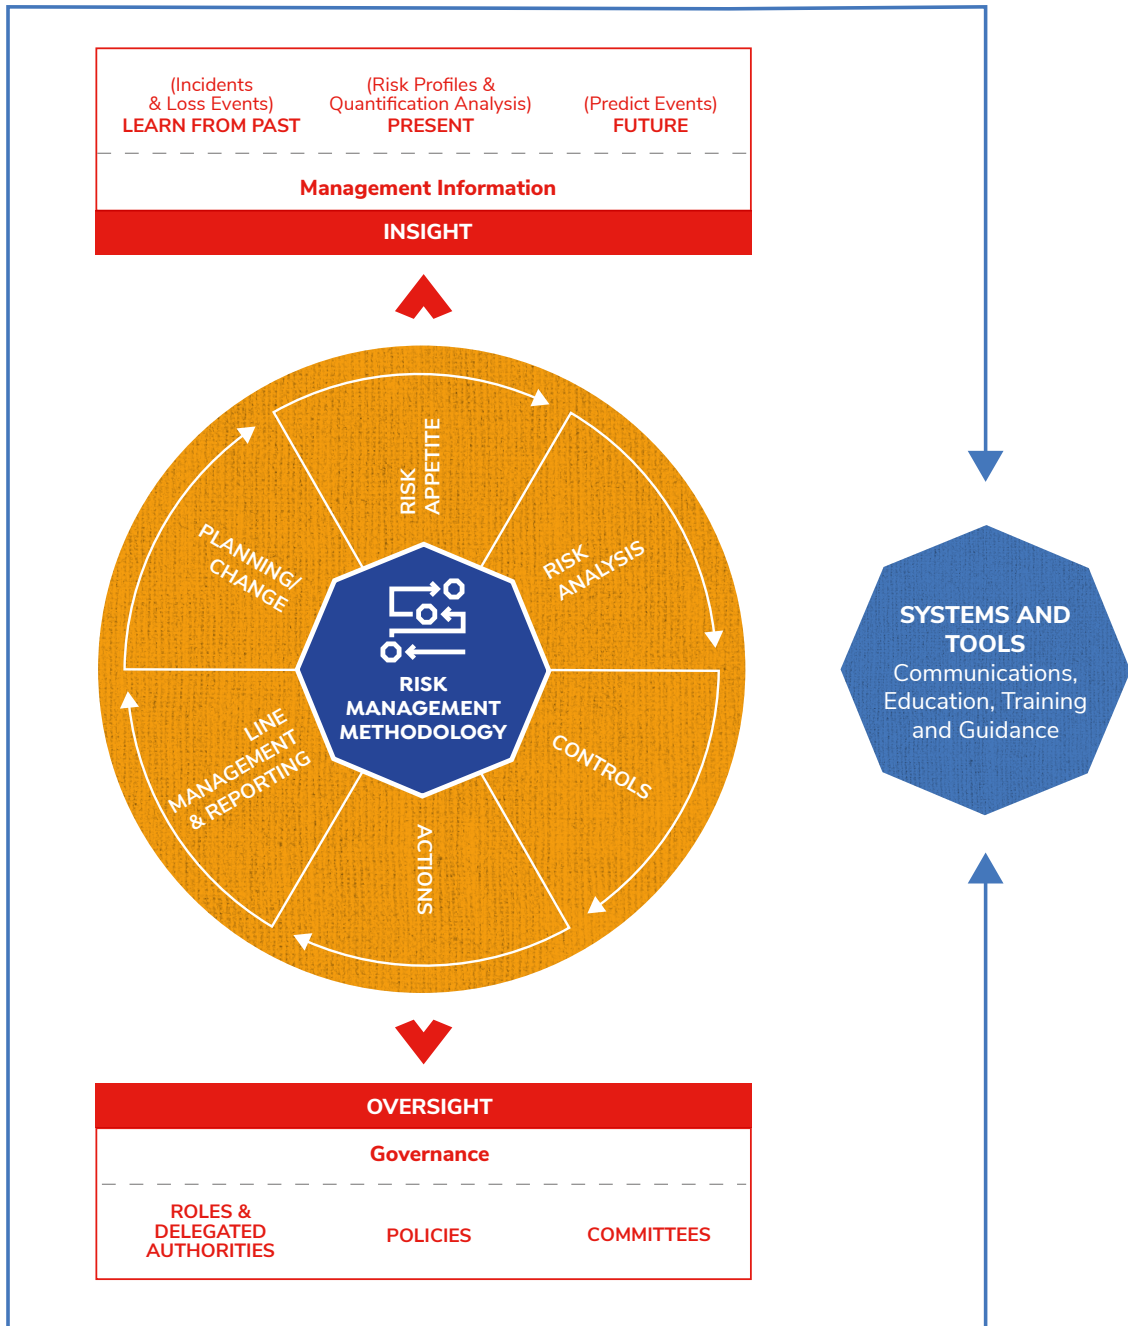 (Incidents
& Loss Events)
LEARN FROM PAST
(Risk Profiles &
Quantification Analysis)
PRESENT
(Predict Events)
FUTURE
Management Information
INSIGHT
RISK
APPETITE
RISK
ANALYSIS
CONTROLS
ACTIONS
LINE
MANAGEMENT
& REPORTING
PLANNING/
CHANGE
RISK
MANAGEMENT
METHODOLOGY
SYSTEMS AND
TOOLS
Communications,
Education, Training
and Guidance
OVERSIGHT
Governance
ROLES &
DELEGATED
AUTHORITIES
POLICIES
COMMITTEES